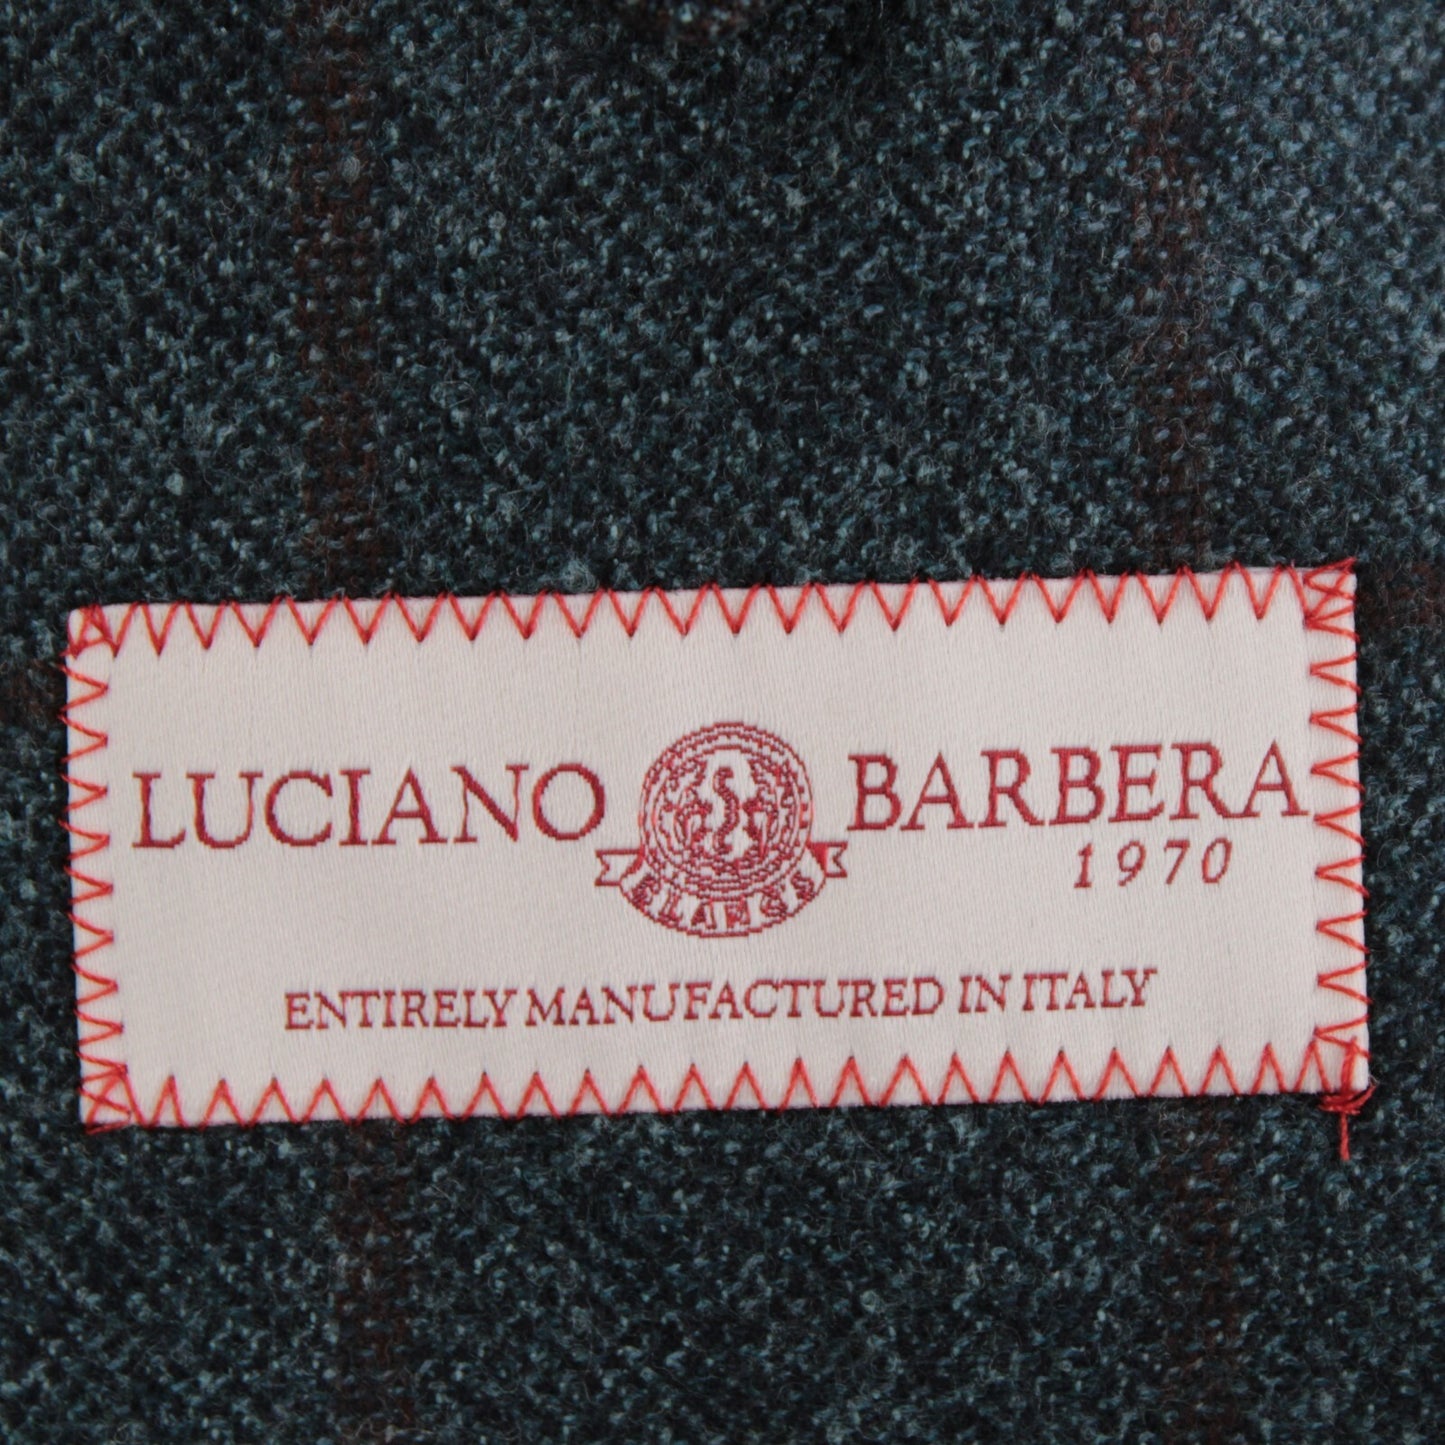 LUCIANO BARBERA
1970
ENTIRELY MANUFACTURED IN ITALY